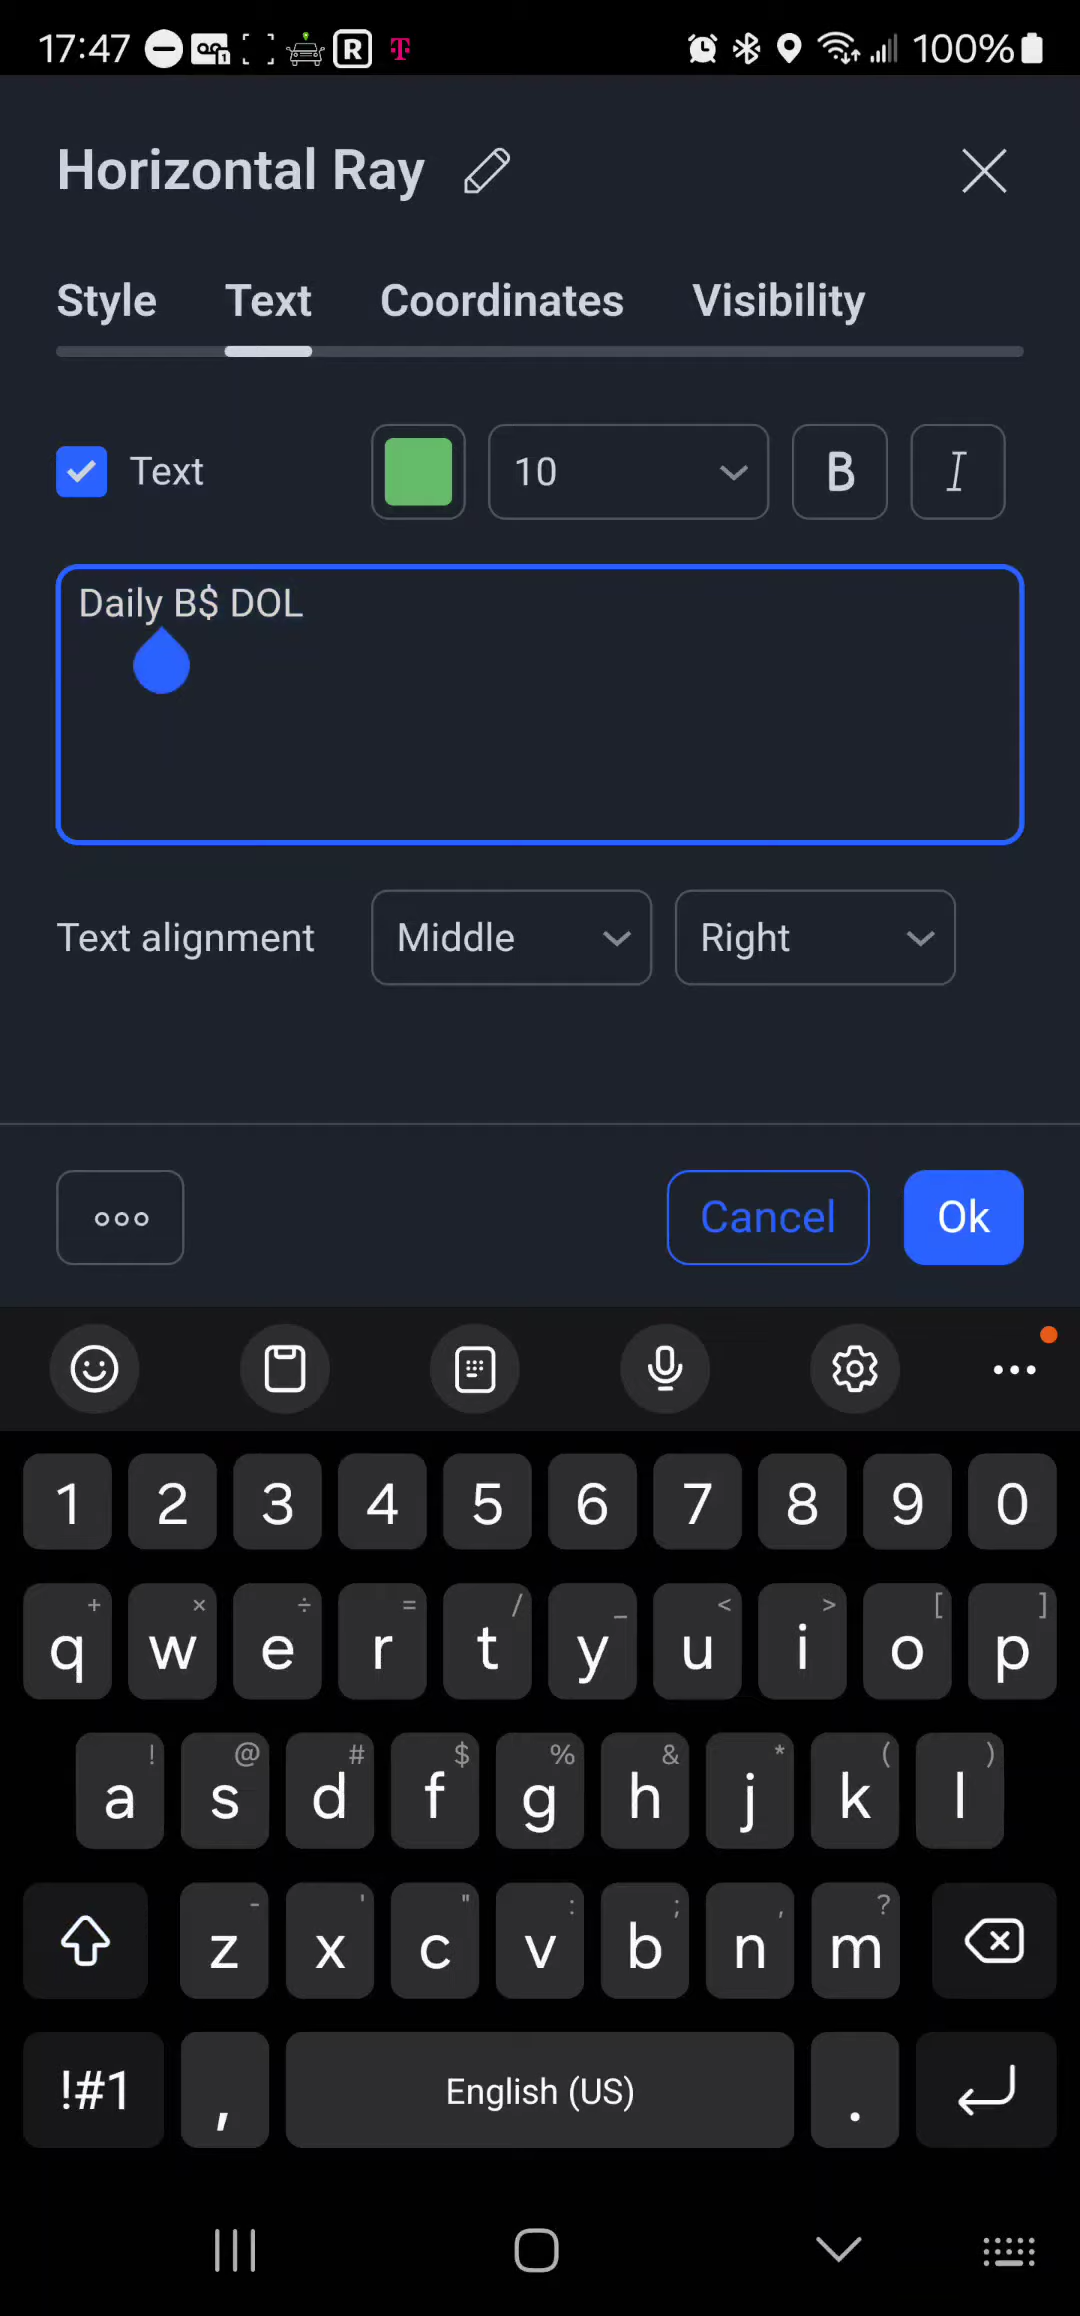 17:47 1 R T 100%
Horizontal Ray
Style Text Coordinates Visibility
Text 10 B I
Daily B$ DOL
Text alignment Middle Right
Cancel Ok
1 2 3 4 5 6 7 8 9 0
+ × ÷ = / _ < > [ ]
q w e r t y u i o p
! @ # $ % & * ( )
a s d f g h j k l
- ' " : ; , ?
z x c v b n m
!#1 , English (US) .